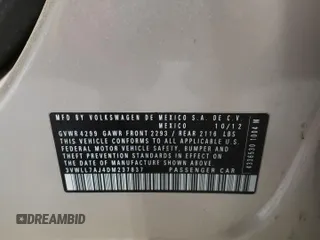 MFD BY VOLKSWAGEN DE MEXICO S.A. DE C.V.
MEXICO 10/12
GVWR 4299 GAWR FRONT 2293 / REAR 2116 LBS
THIS VEHICLE CONFORMS TO ALL APPLICABLE U.S.
FEDERAL MOTOR VEHICLE SAFETY, BUMPER AND
THEFT PREVENTION STANDARDS IN EFFECT ON THE
DATE OF MANUFACTURE SHOWN ABOVE.
3VWLL7AJ4DM237837 PASSENGER CAR
1004 M
DREAMBID